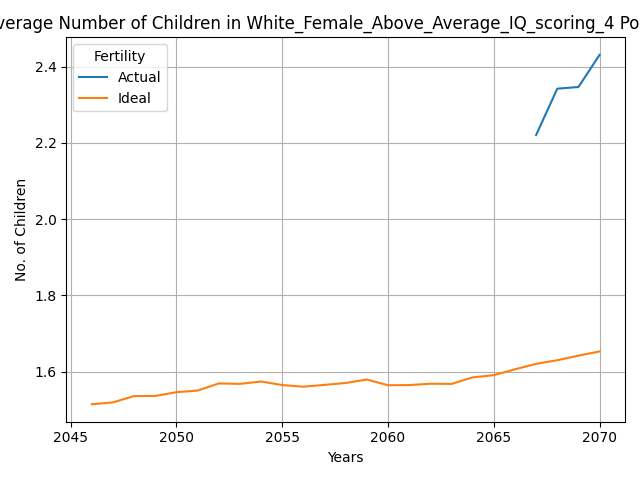 verage Number of Children in White_Female_Above_Average_IQ_scoring_4 Po
Fertility
Actual
Ideal
No. of Children
2.4
2.2
2.0
1.8
1.6
2045 2050 2055 2060 2065 2070
Years